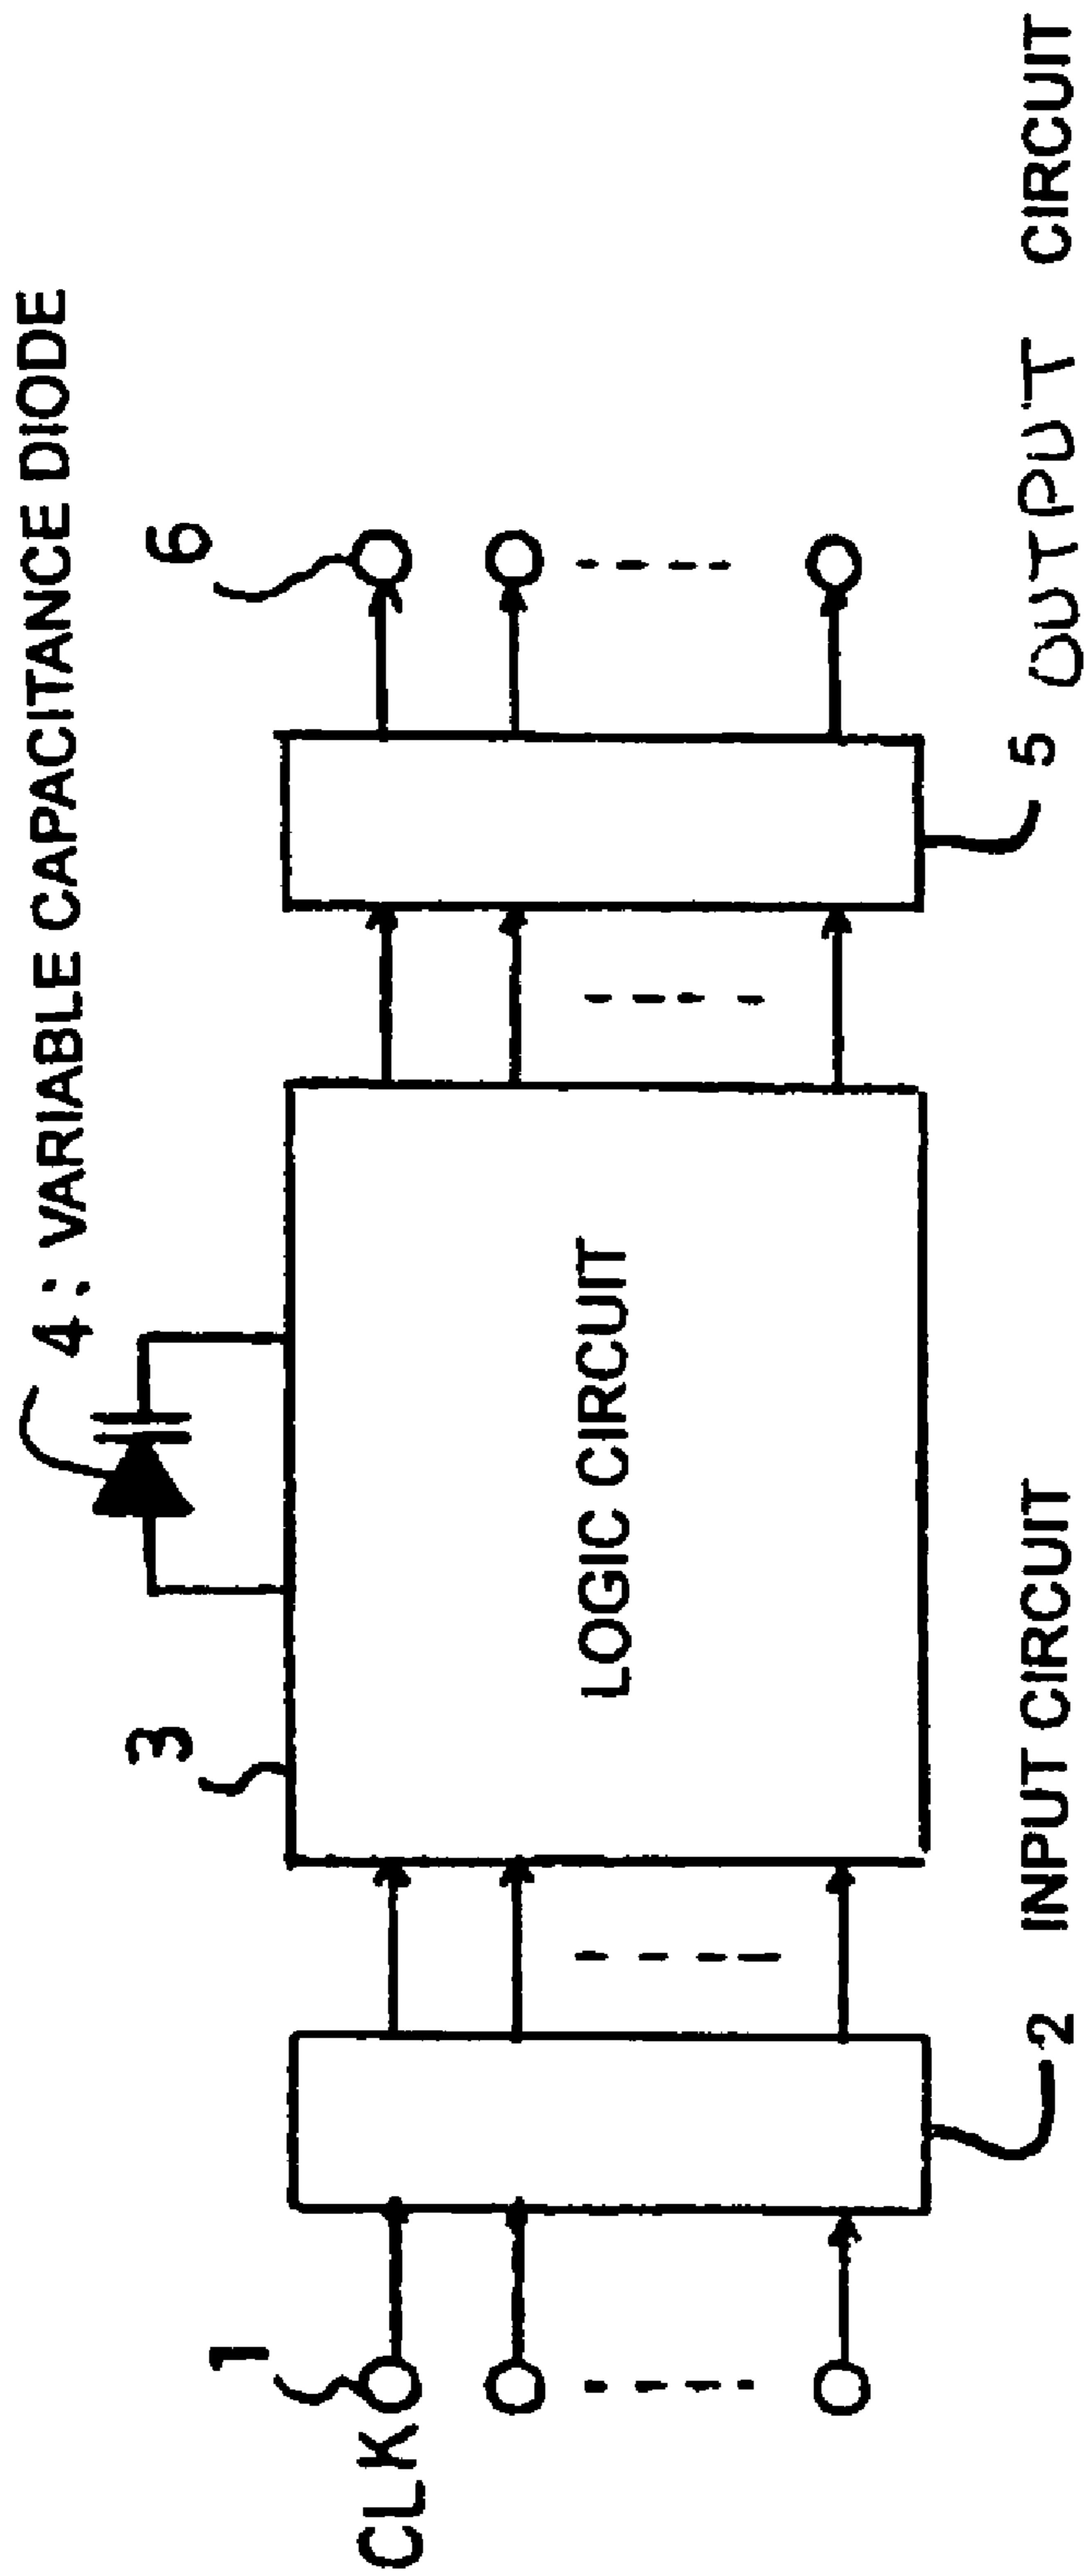 4 : VARIABLE CAPACITANCE DIODE
1
3
6
CLK
LOGIC CIRCUIT
2 INPUT CIRCUIT
5 OUTPUT CIRCUIT